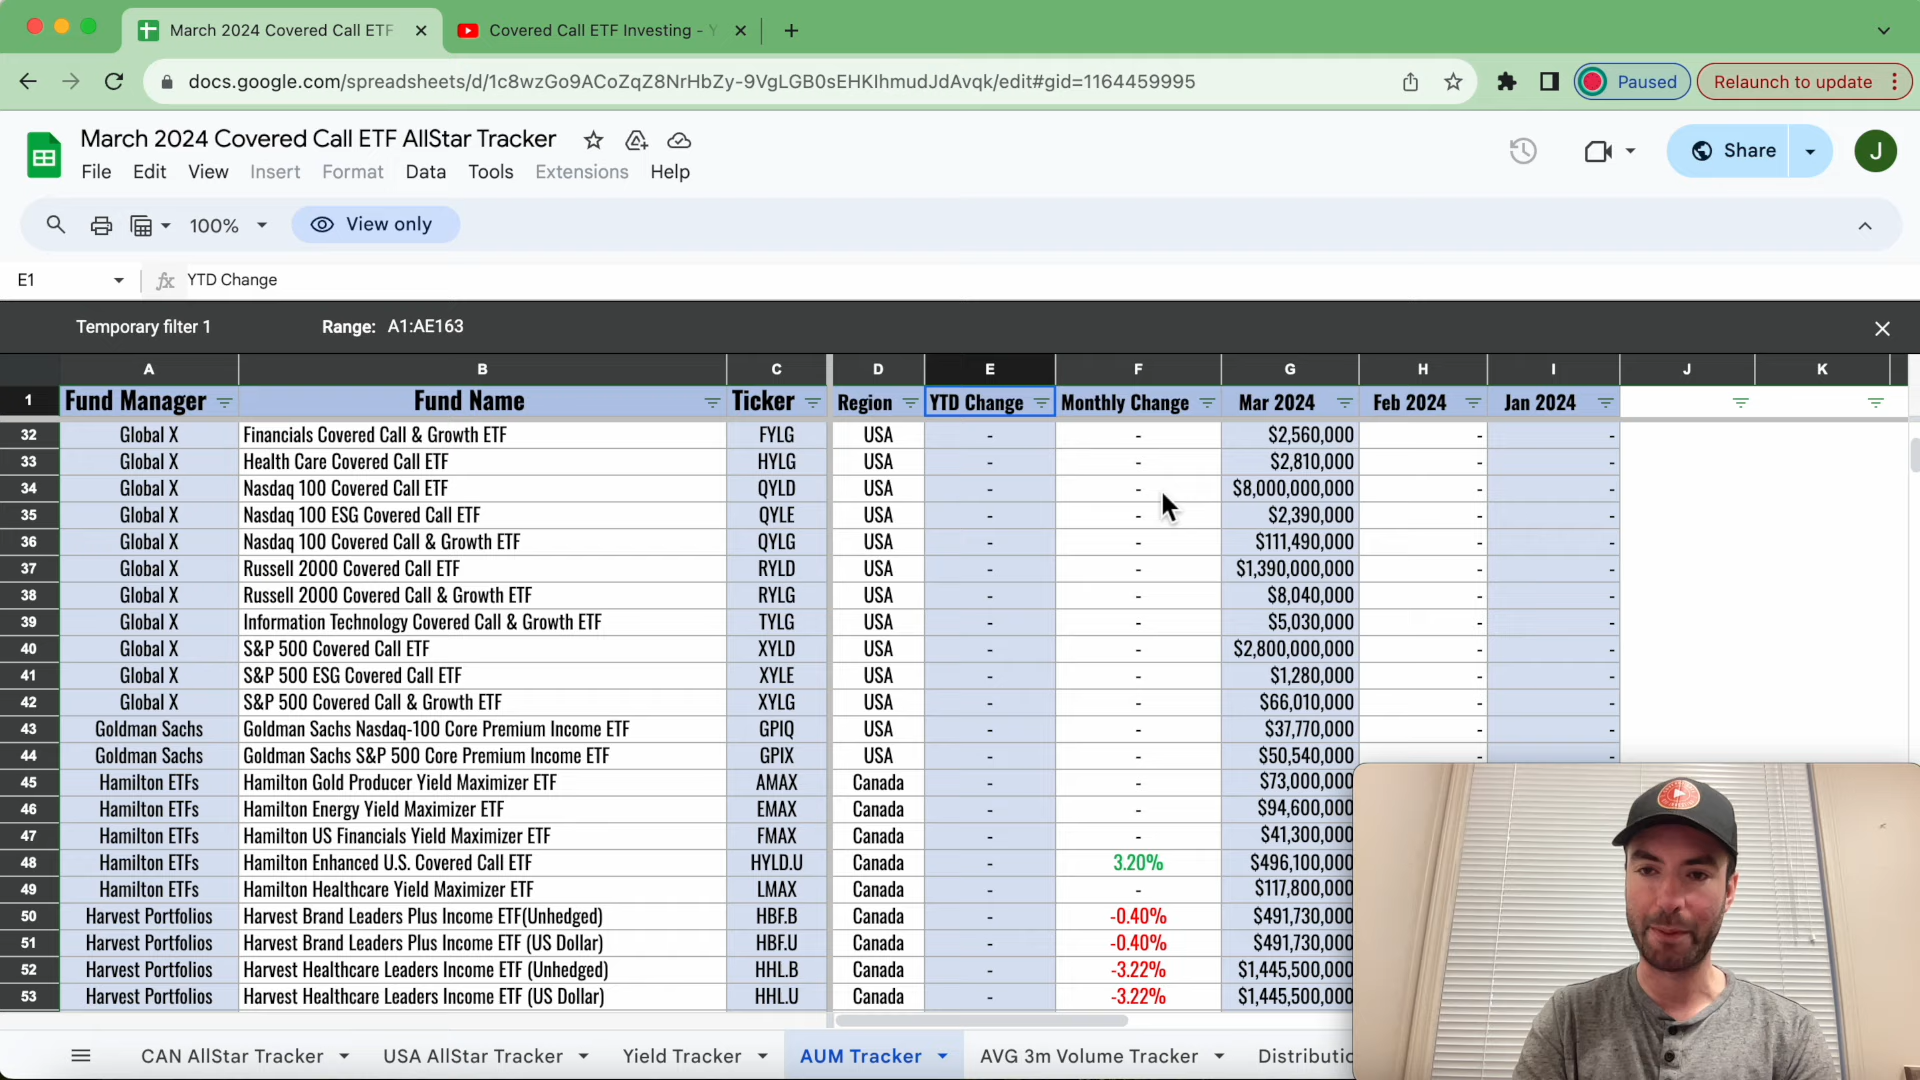 March 2024 Covered Call ETF
Covered Call ETF Investing - Y
docs.google.com/spreadsheets/d/1c8wzGo9ACoZqZ8NrHbZy-9VgLGB0sEHKIhmudJdAvqk/edit#gid=1164459995
Paused
Relaunch to update
March 2024 Covered Call ETF AllStar Tracker
Share
J
File Edit View Insert Format Data Tools Extensions Help
100%
View only
E1
fx YTD Change
Temporary filter 1 Range: A1:AE163
A B C D E F G H I J K
1 Fund Manager Fund Name Ticker Region YTD Change Monthly Change Mar 2024 Feb 2024 Jan 2024
32 Global X Financials Covered Call & Growth ETF FYLG USA - - $2,560,000 - -
33 Global X Health Care Covered Call ETF HYLG USA - - $2,810,000 - -
34 Global X Nasdaq 100 Covered Call ETF QYLD USA - - $8,000,000,000 - -
35 Global X Nasdaq 100 ESG Covered Call ETF QYLE USA - - $2,390,000 - -
36 Global X Nasdaq 100 Covered Call & Growth ETF QYLG USA - - $111,490,000 - -
37 Global X Russell 2000 Covered Call ETF RYLD USA - - $1,390,000,000 - -
38 Global X Russell 2000 Covered Call & Growth ETF RYLG USA - - $8,040,000 - -
39 Global X Information Technology Covered Call & Growth ETF TYLG USA - - $5,030,000 - -
40 Global X S&P 500 Covered Call ETF XYLD USA - - $2,800,000,000 - -
41 Global X S&P 500 ESG Covered Call ETF XYLE USA - - $1,280,000 - -
42 Global X S&P 500 Covered Call & Growth ETF XYLG USA - - $66,010,000 - -
43 Goldman Sachs Goldman Sachs Nasdaq-100 Core Premium Income ETF GPIQ USA - - $37,770,000 - -
44 Goldman Sachs Goldman Sachs S&P 500 Core Premium Income ETF GPIX USA - - $50,540,000 - -
45 Hamilton ETFs Hamilton Gold Producer Yield Maximizer ETF AMAX Canada - - $73,000,000
46 Hamilton ETFs Hamilton Energy Yield Maximizer ETF EMAX Canada - - $94,600,000
47 Hamilton ETFs Hamilton US Financials Yield Maximizer ETF FMAX Canada - - $41,300,000
48 Hamilton ETFs Hamilton Enhanced U.S. Covered Call ETF HYLD.U Canada - 3.20% $496,100,000
49 Hamilton ETFs Hamilton Healthcare Yield Maximizer ETF LMAX Canada - - $117,800,000
50 Harvest Portfolios Harvest Brand Leaders Plus Income ETF(Unhedged) HBF.B Canada - -0.40% $491,730,000
51 Harvest Portfolios Harvest Brand Leaders Plus Income ETF (US Dollar) HBF.U Canada - -0.40% $491,730,000
52 Harvest Portfolios Harvest Healthcare Leaders Income ETF (Unhedged) HHL.B Canada - -3.22% $1,445,500,000
53 Harvest Portfolios Harvest Healthcare Leaders Income ETF (US Dollar) HHL.U Canada - -3.22% $1,445,500,000
CAN AllStar Tracker USA AllStar Tracker Yield Tracker AUM Tracker AVG 3m Volume Tracker Distributio